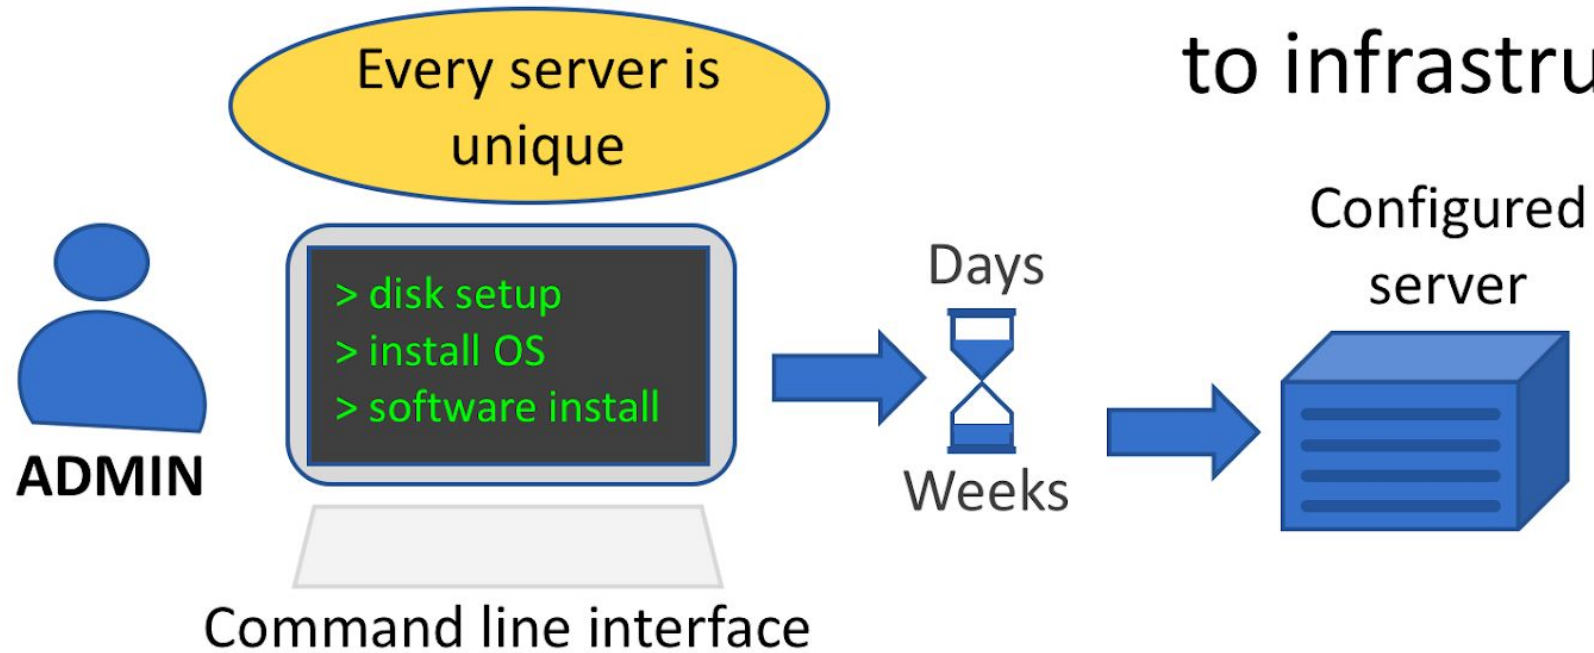 Every server is
unique
to infrastru
Configured
server
> disk setup
> install OS
> software install
Days
Weeks
ADMIN
Command line interface